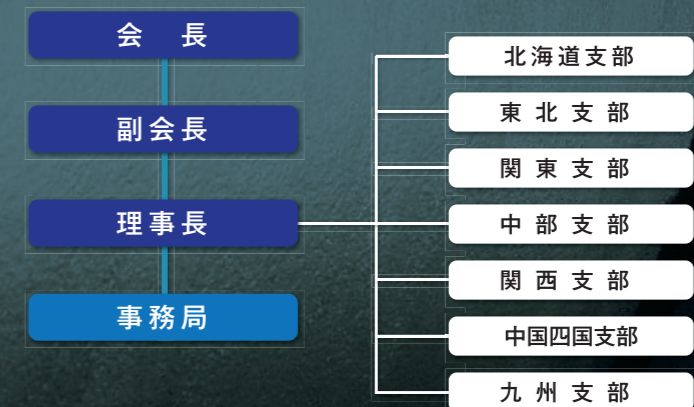 会　長
副会長
理事長
事務局
北海道支部
東北支部
関東支部
中部支部
関西支部
中国四国支部
九州支部